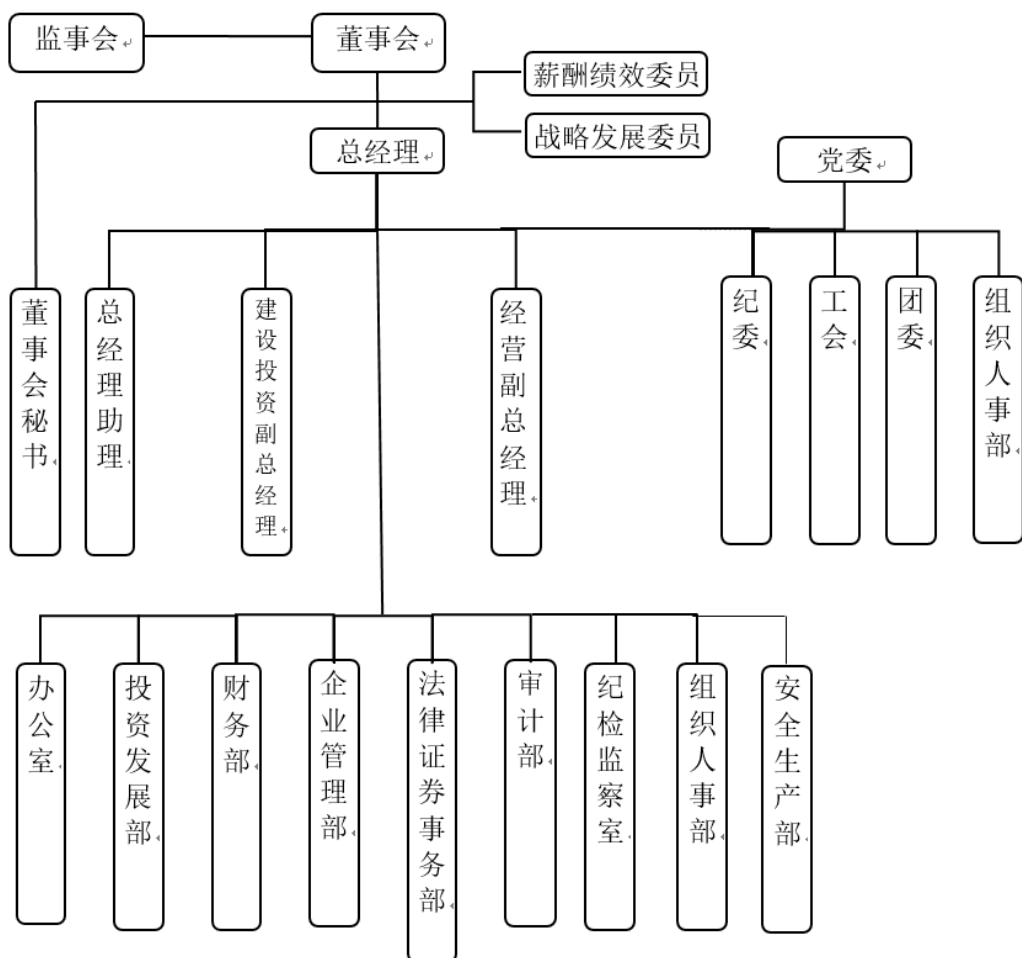 监事会
董事会
薪酬绩效委员
战略发展委员
总经理
党委
董事会秘书
总经理助理
建设投资副总经理
经营副总经理
纪委
工会
团委
组织人事部
办公室
投资发展部
财务部
企业管理部
法律证券事务部
审计部
纪检监察室
组织人事部
安全生产部